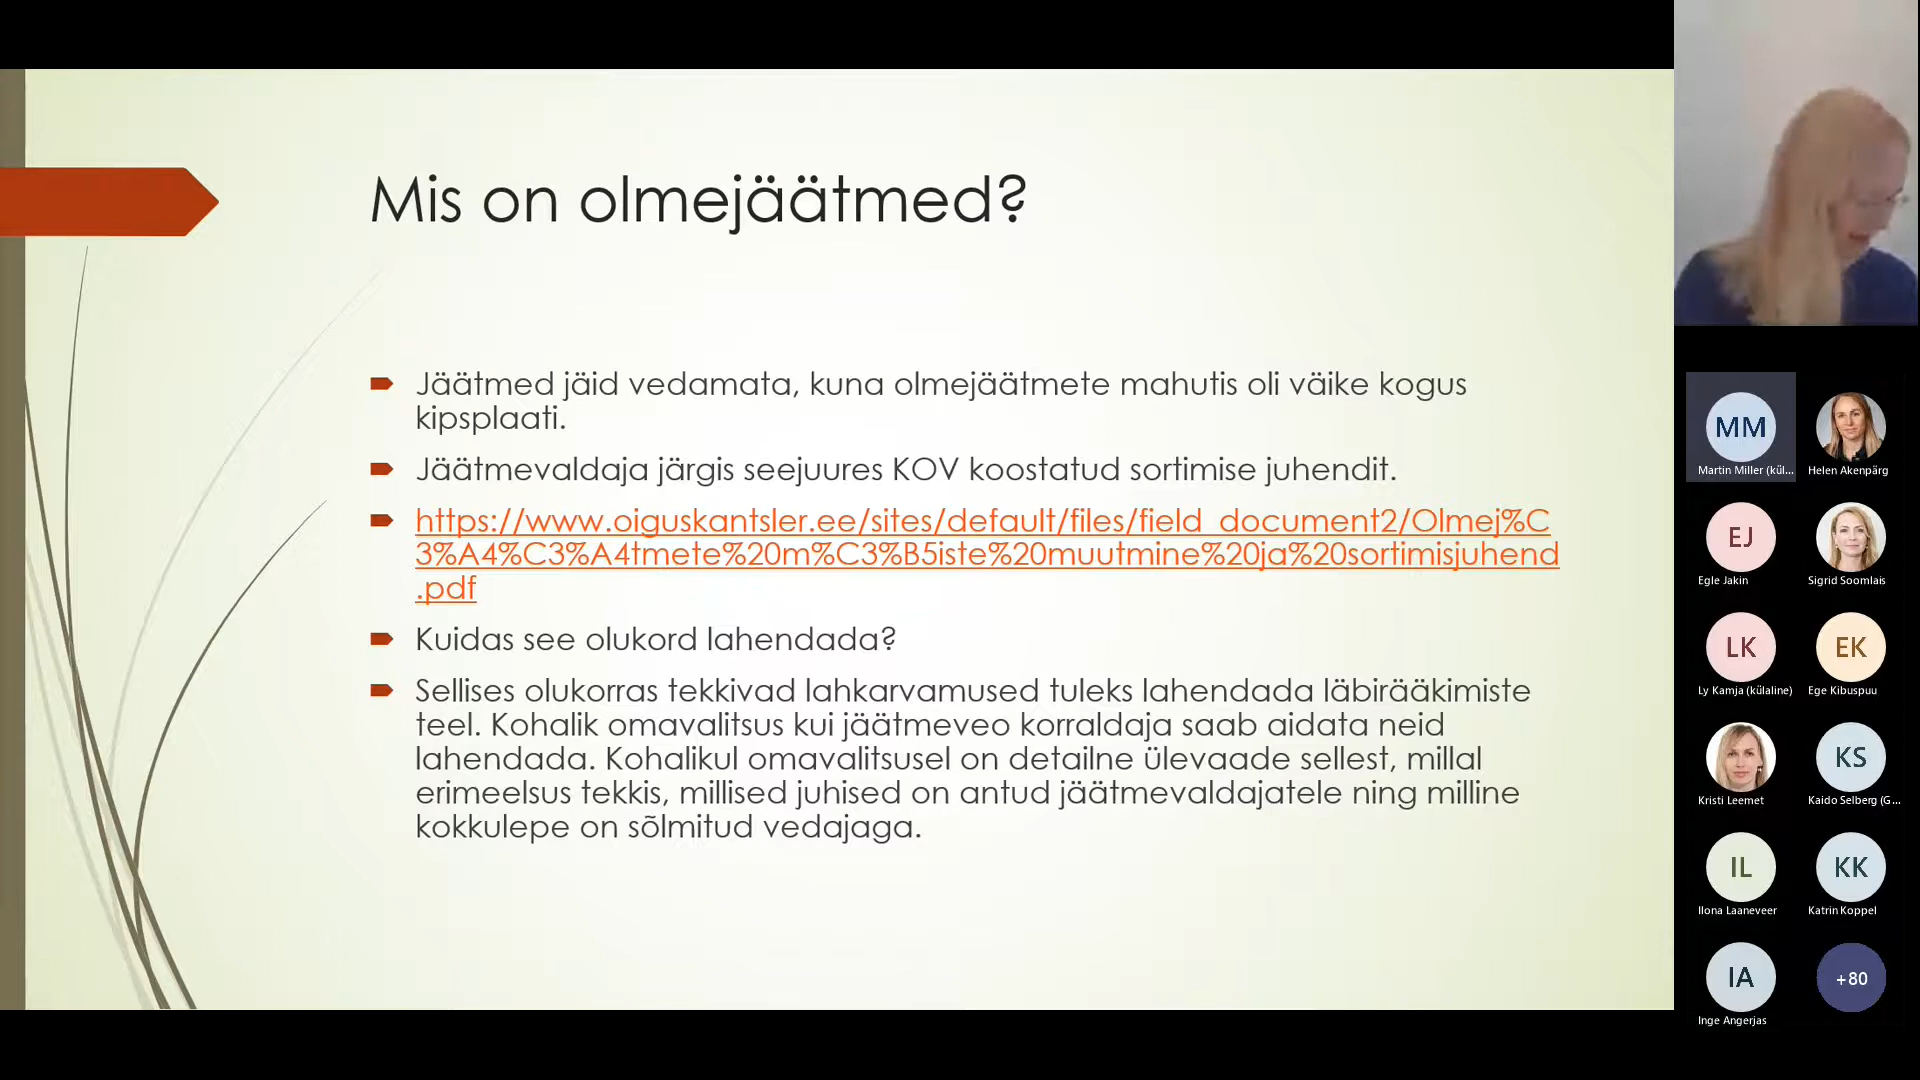 Mis on olmejäätmed?
Jäätmed jäid vedamata, kuna olmejäätmete mahutis oli väike kogus
kipsplaati.
Jäätmevaldaja järgis seejuures KOV koostatud sortimise juhendit.
https://www.oiguskantsler.ee/sites/default/files/field_document2/Olmej%C
3%A4%C3%A4tmete%20m%C3%B5iste%20muutmine%20ja%20sortimisjuhend
.pdf
Kuidas see olukord lahendada?
Sellises olukorras tekkivad lahkarvamused tuleks lahendada läbirääkimiste
teel. Kohalik omavalitsus kui jäätmeveo korraldaja saab aidata neid
lahendada. Kohalikul omavalitsusel on detailne ülevaade sellest, millal
erimeelsus tekkis, millised juhised on antud jäätmevaldajatele ning milline
kokkulepe on sõlmitud vedajaga.
MM
Martin Miller (kül...
Helen Akenpärg
EJ
Egle Jakin
Sigrid Soomlais
LK
EK
Ly Kamja (külaline)
Ege Kibuspuu
KS
Kristi Leemet
Kaido Selberg (G...
IL
KK
Ilona Laaneveer
Katrin Koppel
IA
+80
Inge Angerjas